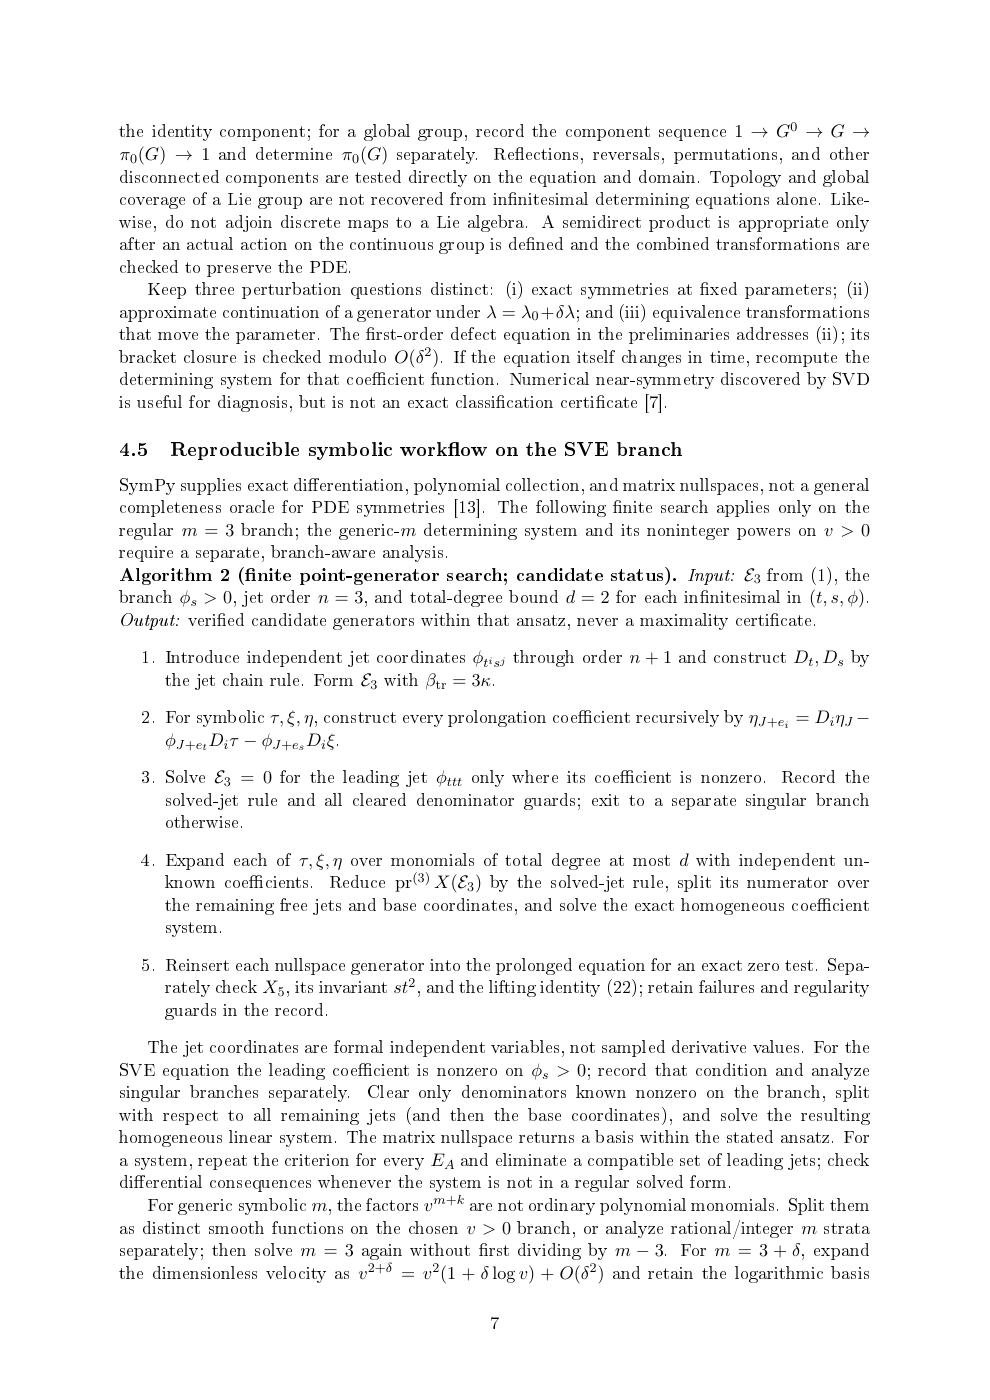 the identity component; for a global group, record the component sequence 1 → G⁰ → G →
π₀(G) → 1 and determine π₀(G) separately. Reflections, reversals, permutations, and other
disconnected components are tested directly on the equation and domain. Topology and global
coverage of a Lie group are not recovered from infinitesimal determining equations alone. Like-
wise, do not adjoin discrete maps to a Lie algebra. A semidirect product is appropriate only
after an actual action on the continuous group is defined and the combined transformations are
checked to preserve the PDE.
Keep three perturbation questions distinct: (i) exact symmetries at fixed parameters; (ii)
approximate continuation of a generator under λ = λ₀+δλ; and (iii) equivalence transformations
that move the parameter. The first-order defect equation in the preliminaries addresses (ii); its
bracket closure is checked modulo O(δ²). If the equation itself changes in time, recompute the
determining system for that coefficient function. Numerical near-symmetry discovered by SVD
is useful for diagnosis, but is not an exact classification certificate [7].
4.5 Reproducible symbolic workflow on the SVE branch
SymPy supplies exact differentiation, polynomial collection, and matrix nullspaces, not a general
completeness oracle for PDE symmetries [13]. The following finite search applies only on the
regular m = 3 branch; the generic-m determining system and its noninteger powers on v > 0
require a separate, branch-aware analysis.
Algorithm 2 (finite point-generator search; candidate status). Input: ℰ₃ from (1), the
branch ϕ_s > 0, jet order n = 3, and total-degree bound d = 2 for each infinitesimal in (t, s, ϕ).
Output: verified candidate generators within that ansatz, never a maximality certificate.
1. Introduce independent jet coordinates ϕ_{t^i s^j} through order n + 1 and construct D_t, D_s by
the jet chain rule. Form ℰ₃ with β_tr = 3κ.
2. For symbolic τ, ξ, η, construct every prolongation coefficient recursively by η_{J+e_i} = D_iη_J −
ϕ_{J+e_t}D_iτ − ϕ_{J+e_s}D_iξ.
3. Solve ℰ₃ = 0 for the leading jet ϕ_{ttt} only where its coefficient is nonzero. Record the
solved-jet rule and all cleared denominator guards; exit to a separate singular branch
otherwise.
4. Expand each of τ, ξ, η over monomials of total degree at most d with independent un-
known coefficients. Reduce pr⁽³⁾ X(ℰ₃) by the solved-jet rule, split its numerator over
the remaining free jets and base coordinates, and solve the exact homogeneous coefficient
system.
5. Reinsert each nullspace generator into the prolonged equation for an exact zero test. Sepa-
rately check X₅, its invariant st², and the lifting identity (22); retain failures and regularity
guards in the record.
The jet coordinates are formal independent variables, not sampled derivative values. For the
SVE equation the leading coefficient is nonzero on ϕ_s > 0; record that condition and analyze
singular branches separately. Clear only denominators known nonzero on the branch, split
with respect to all remaining jets (and then the base coordinates), and solve the resulting
homogeneous linear system. The matrix nullspace returns a basis within the stated ansatz. For
a system, repeat the criterion for every E_A and eliminate a compatible set of leading jets; check
differential consequences whenever the system is not in a regular solved form.
For generic symbolic m, the factors v^{m+k} are not ordinary polynomial monomials. Split them
as distinct smooth functions on the chosen v > 0 branch, or analyze rational/integer m strata
separately; then solve m = 3 again without first dividing by m − 3. For m = 3 + δ, expand
the dimensionless velocity as v^{2+δ} = v²(1 + δ log v) + O(δ²) and retain the logarithmic basis
7